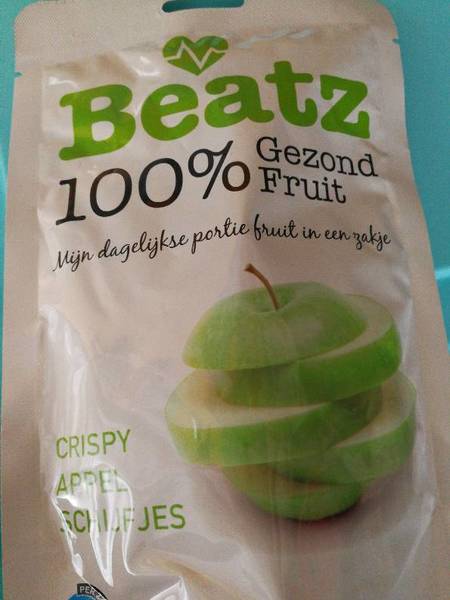 Beatz
100% Gezond
Fruit
Mijn dagelijkse portie fruit in een zakje
CRISPY
APPEL
SCHIJFJES